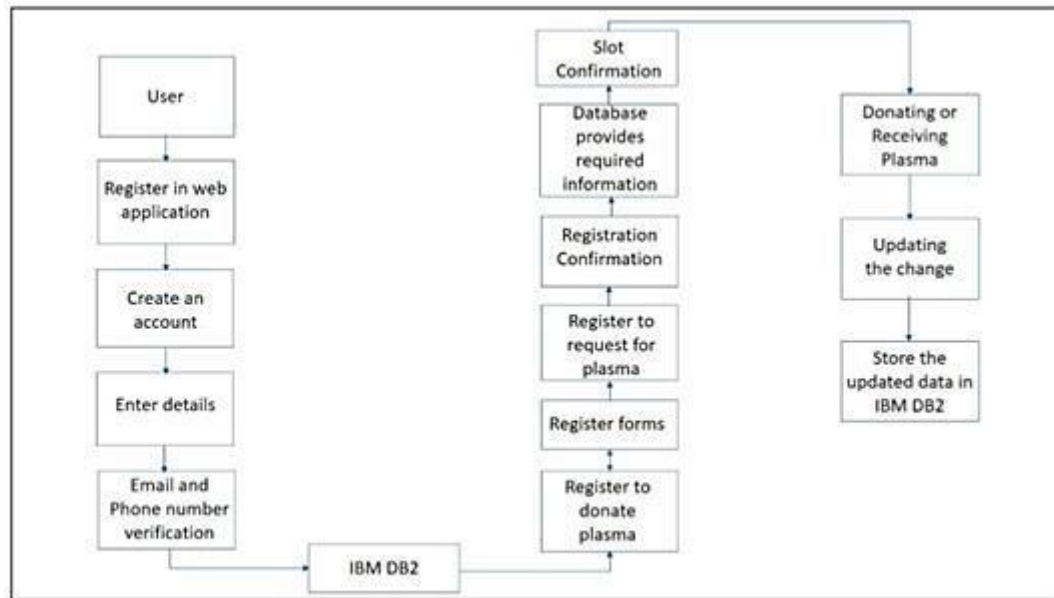 User
Register in web
application
Create an
account
Enter details
Email and
Phone number
verification
IBM DB2
Register to
donate
plasma
Register forms
Register to
request for
plasma
Registration
Confirmation
Database
provides
required
information
Slot
Confirmation
Donating or
Receiving
Plasma
Updating
the change
Store the
updated data in
IBM DB2